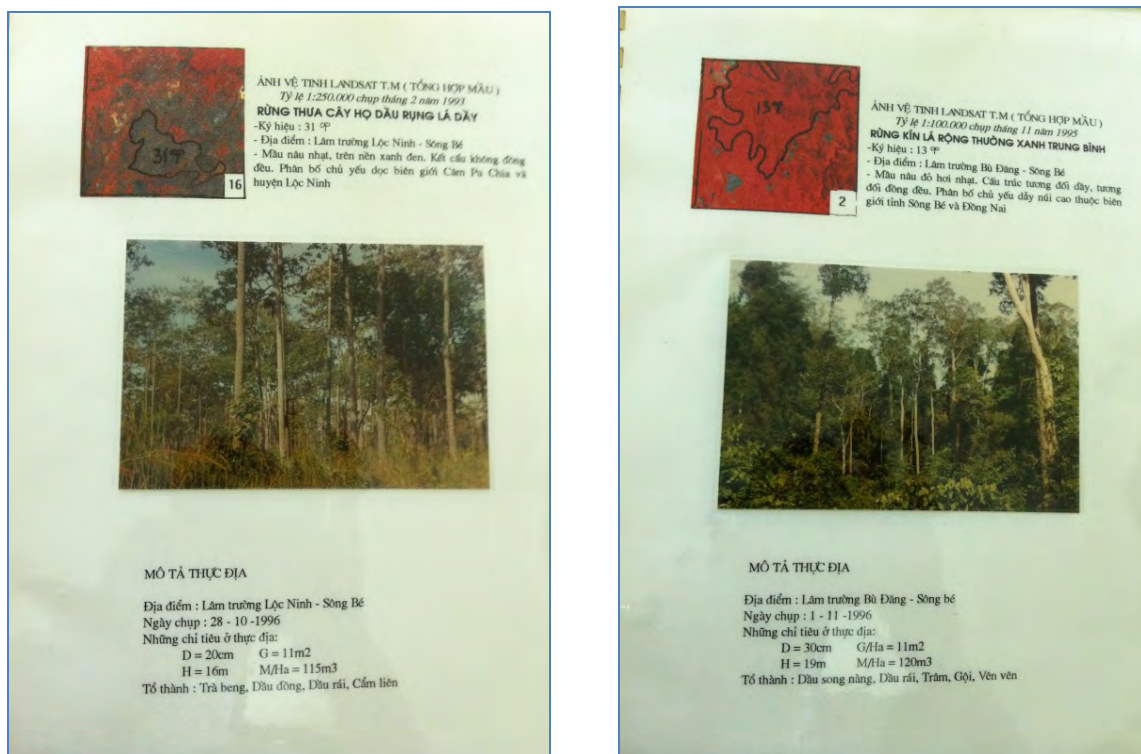 31 ጥ
16
ẢNH VỆ TINH LANDSAT T.M ( TỔNG HỢP MẦU )
Tỷ lệ 1:250.000 chụp tháng 2 năm 1993
RỪNG THƯA CÂY HỌ DẦU RỤNG LÁ DẦY
-Ký hiệu : 31 ጥ
- Địa điểm : Lâm trường Lộc Ninh - Sông Bé
- Mầu nâu nhạt, trên nền xanh đen. Kết cấu không đồng
đều. Phân bố chủ yếu dọc biên giới Căm Pu Chia và
huyện Lộc Ninh
MÔ TẢ THỰC ĐỊA
Địa điểm : Lâm trường Lộc Ninh - Sông Bé
Ngày chụp : 28 - 10 -1996
Những chỉ tiêu ở thực địa:
D = 20cm G = 11m2
H = 16m M/Ha = 115m3
Tổ thành : Trà beng, Dầu đồng, Dầu rái, Cẩm liên
13 ጥ
2
ẢNH VỆ TINH LANDSAT T.M ( TỔNG HỢP MẦU )
Tỷ lệ 1:100.000 chụp tháng 11 năm 1995
RỪNG KÍN LÁ RỘNG THƯỜNG XANH TRUNG BÌNH
-Ký hiệu : 13 ጥ
- Địa điểm : Lâm trường Bù Đăng - Sông Bé
- Mầu nâu đỏ hơi nhạt. Cấu trúc tương đối dầy, tương
đối đồng đều. Phân bố chủ yếu dẫy núi cao thuộc biên
giới tỉnh Sông Bé và Đồng Nai
MÔ TẢ THỰC ĐỊA
Địa điểm : Lâm trường Bù Đăng - Sông bé
Ngày chụp : 1 - 11 -1996
Những chỉ tiêu ở thực địa:
D = 30cm G/Ha = 11m2
H = 19m M/Ha = 120m3
Tổ thành : Dầu song nàng, Dầu rái, Trâm, Gội, Vên vên